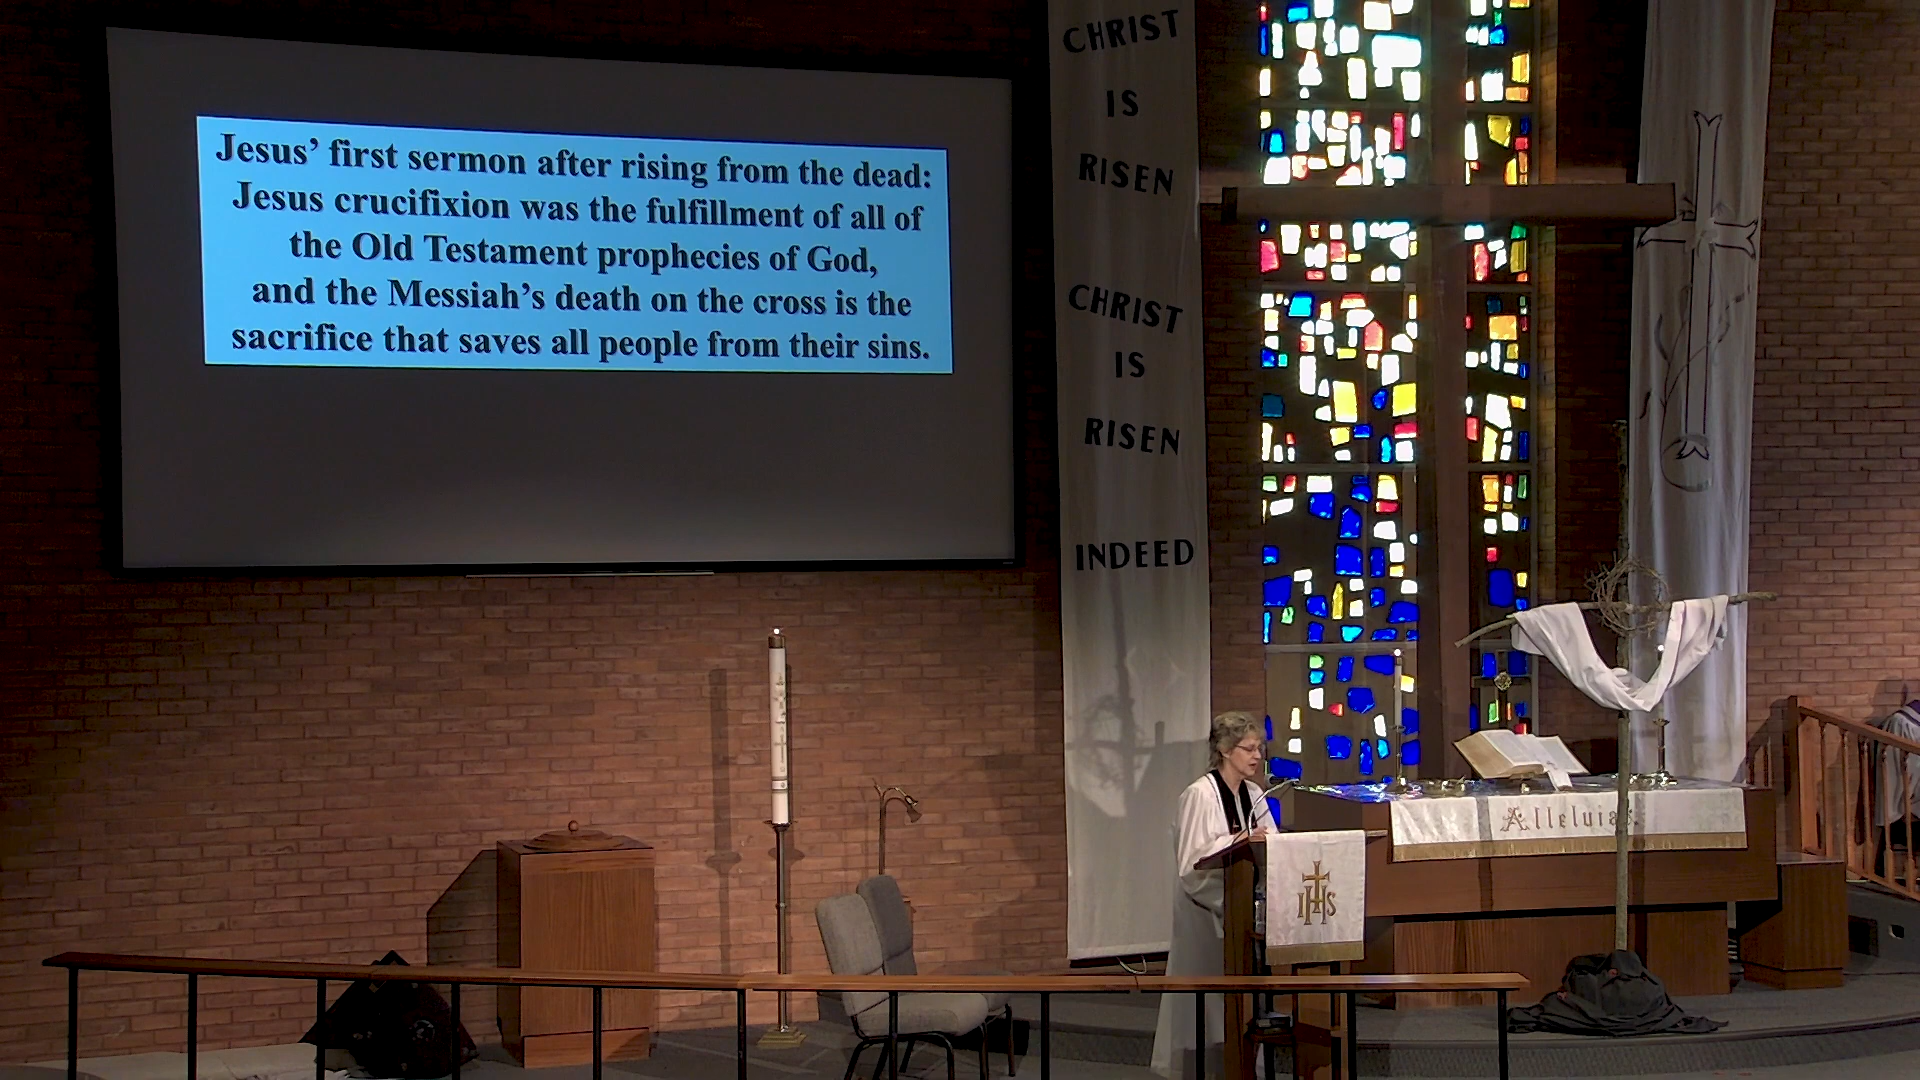 Jesus’ first sermon after rising from the dead:
Jesus crucifixion was the fulfillment of all of
the Old Testament prophecies of God,
and the Messiah’s death on the cross is the
sacrifice that saves all people from their sins.
CHRIST
IS
RISEN
CHRIST
IS
RISEN
INDEED
Alleluia
IHS